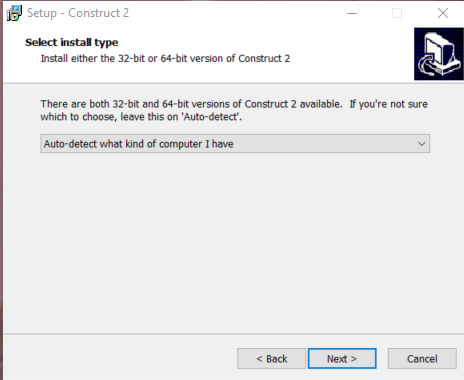 Setup - Construct 2
Select install type
Install either the 32-bit or 64-bit version of Construct 2
There are both 32-bit and 64-bit versions of Construct 2 available.  If you're not sure
which to choose, leave this on 'Auto-detect'.
Auto-detect what kind of computer I have
< Back
Next >
Cancel